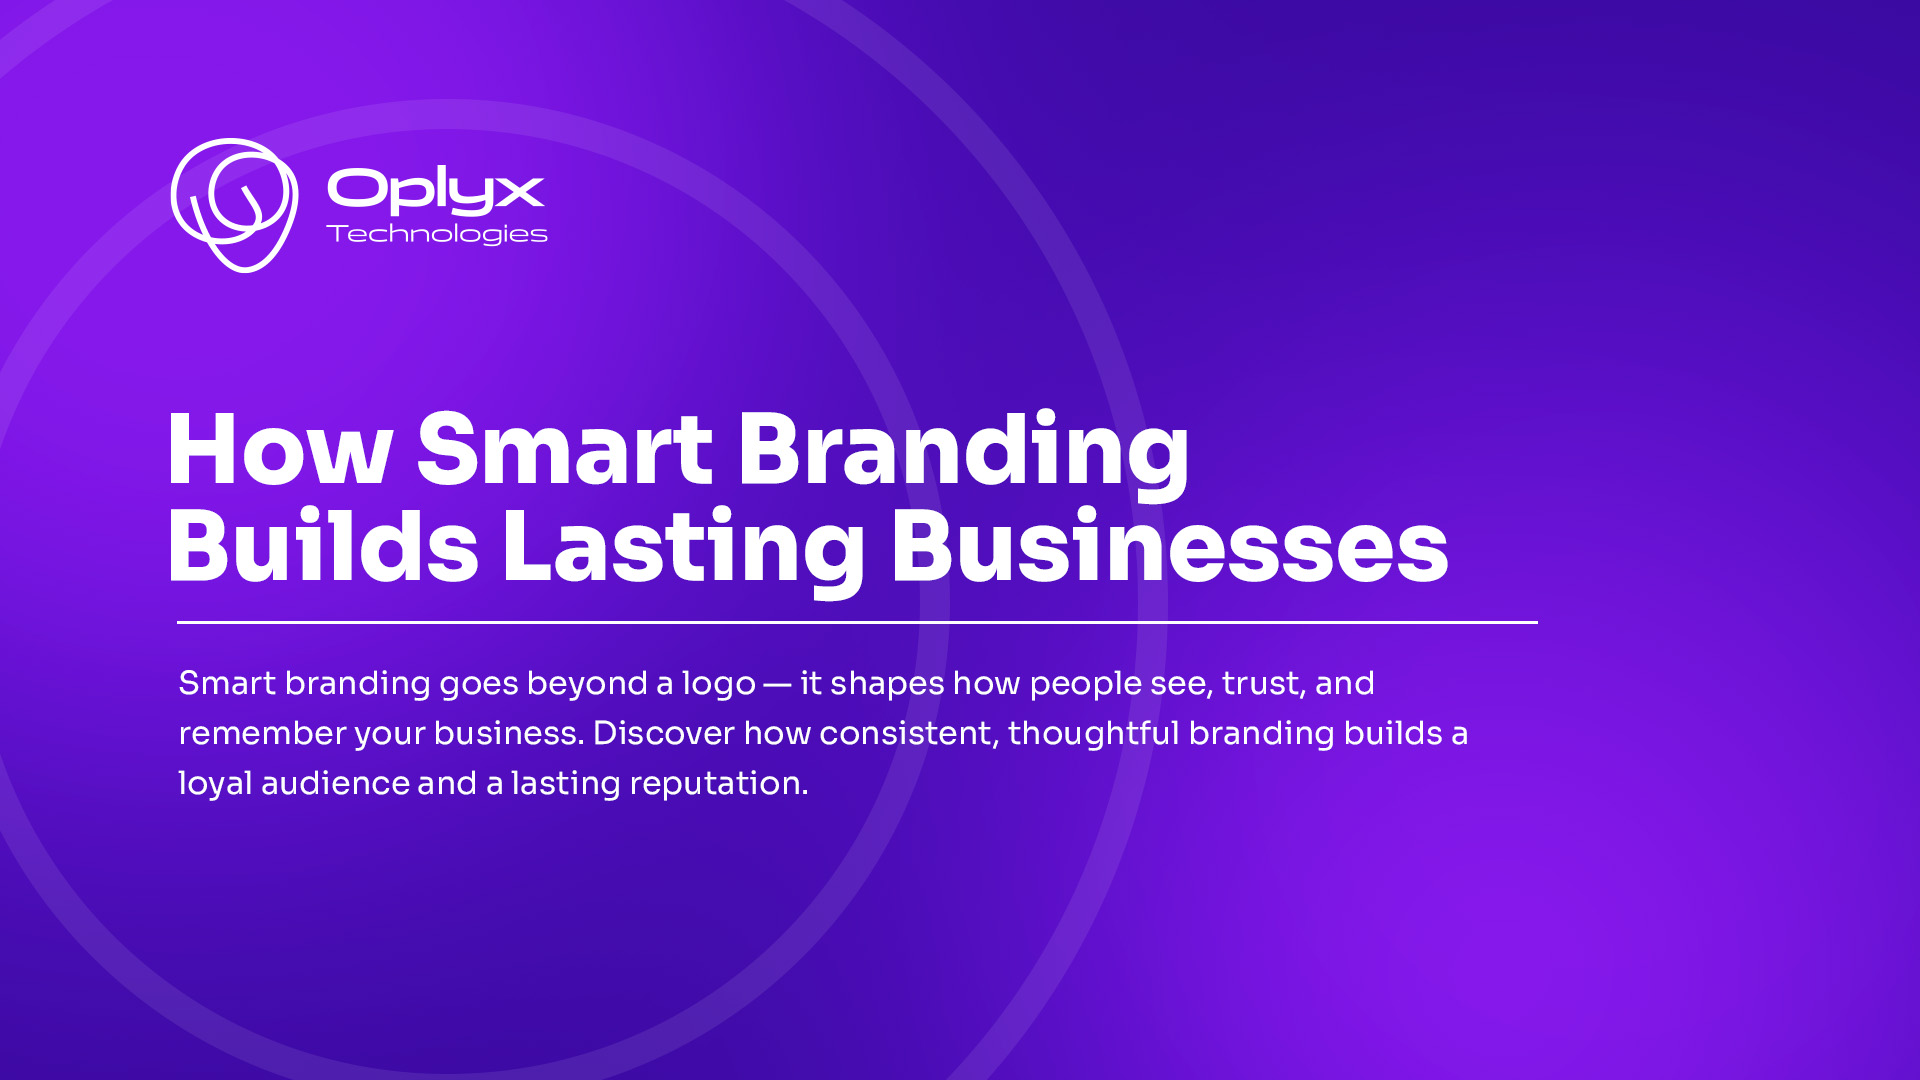 Oplyx
Technologies
How Smart Branding
Builds Lasting Businesses
Smart branding goes beyond a logo — it shapes how people see, trust, and
remember your business. Discover how consistent, thoughtful branding builds a
loyal audience and a lasting reputation.